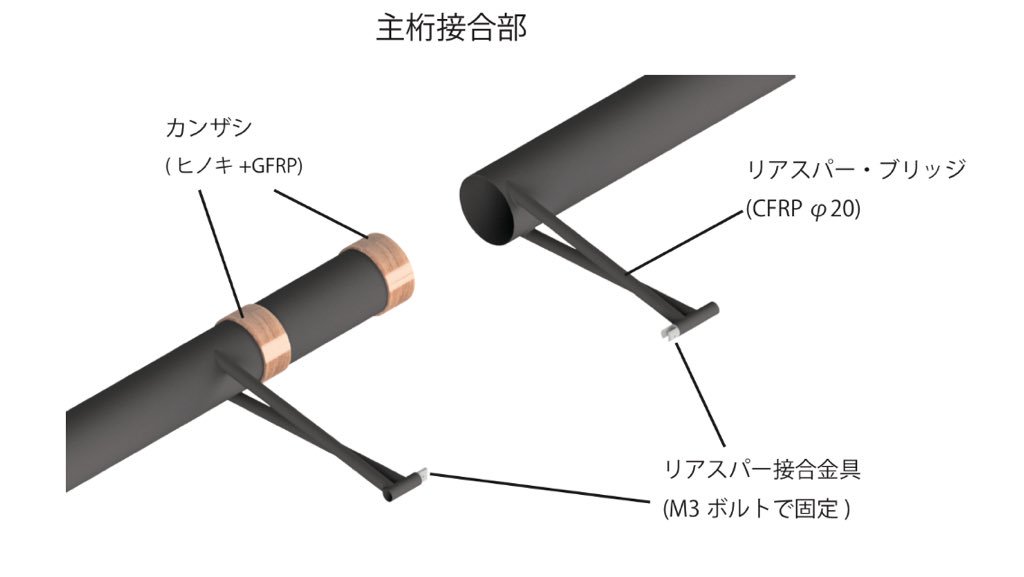 主桁接合部
カンザシ
(ヒノキ+GFRP)
リアスパー・ブリッジ
(CFRP φ20)
リアスパー接合金具
(M3 ボルトで固定)